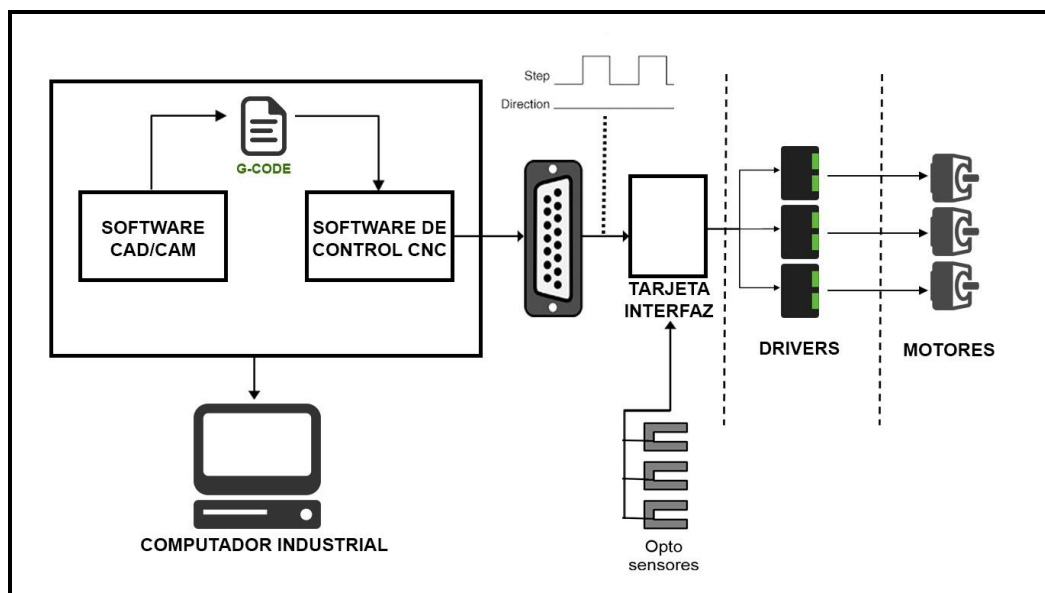 Step
Direction
G-CODE
SOFTWARE
CAD/CAM
SOFTWARE DE
CONTROL CNC
TARJETA
INTERFAZ
DRIVERS
MOTORES
COMPUTADOR INDUSTRIAL
Opto
sensores